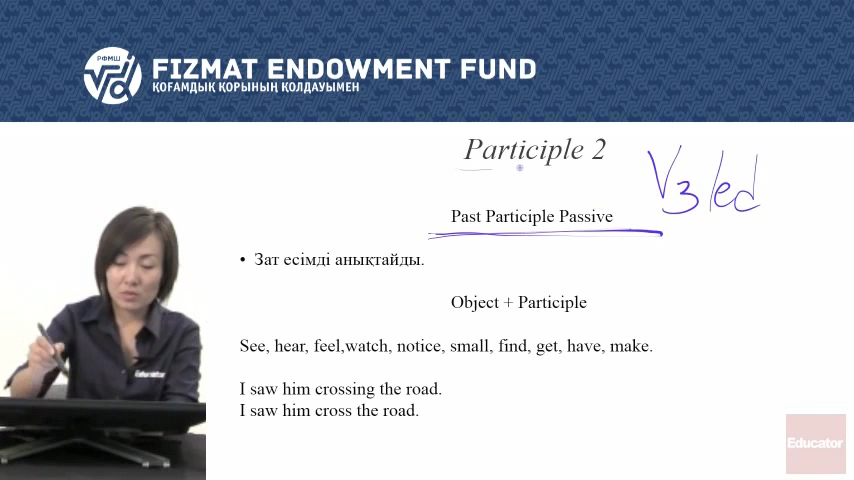 РФМШ
FIZMAT ENDOWMENT FUND
ҚОҒАМДЫҚ ҚОРЫНЫҢ ҚОЛДАУЫМЕН
Participle 2
V3/ed
Past Participle Passive
• Зат есімді анықтайды.
Object + Participle
See, hear, feel,watch, notice, small, find, get, have, make.
I saw him crossing the road.
I saw him cross the road.
Educator
Educator